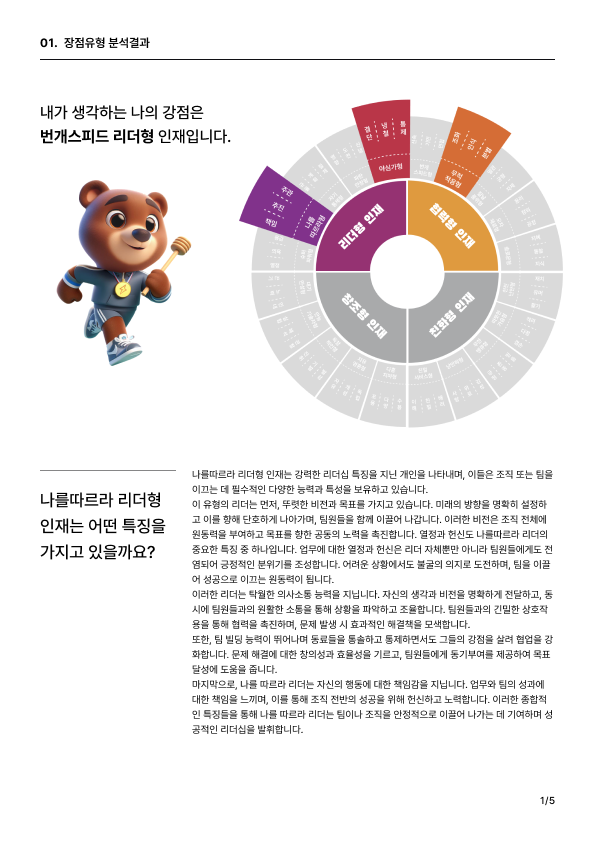 01. 장점유형 분석결과
내가 생각하는 나의 강점은
번개스피드 리더형 인재입니다.
결단
냉철
통제
야심가형
조화
인식
분별
무적
적응형
주관
추진
책임
나를
따르라형
리더형 인재
협력형 인재
창조형 인재
친화형 인재
나를따르라 리더형
인재는 어떤 특징을
가지고 있을까요?
나를따르라 리더형 인재는 강력한 리더십 특징을 지닌 개인을 나타내며, 이들은 조직 또는 팀을
이끄는 데 필수적인 다양한 능력과 특성을 보유하고 있습니다.
이 유형의 리더는 먼저, 뚜렷한 비전과 목표를 가지고 있습니다. 미래의 방향을 명확히 설정하
고 이를 향해 단호하게 나아가며, 팀원들을 함께 이끌어 나갑니다. 이러한 비전은 조직 전체에
원동력을 부여하고 목표를 향한 공동의 노력을 촉진합니다. 열정과 헌신도 나를따르라 리더의
중요한 특징 중 하나입니다. 업무에 대한 열정과 헌신은 리더 자체뿐만 아니라 팀원들에게도 전
염되어 긍정적인 분위기를 조성합니다. 어려운 상황에서도 불굴의 의지로 도전하며, 팀을 이끌
어 성공으로 이끄는 원동력이 됩니다.
이러한 리더는 탁월한 의사소통 능력을 지닙니다. 자신의 생각과 비전을 명확하게 전달하고, 동
시에 팀원들과의 원활한 소통을 통해 상황을 파악하고 조율합니다. 팀원들과의 긴밀한 상호작
용을 통해 협력을 촉진하며, 문제 발생 시 효과적인 해결책을 모색합니다.
또한, 팀 빌딩 능력이 뛰어나며 동료들을 통솔하고 통제하면서도 그들의 강점을 살려 협업을 강
화합니다. 문제 해결에 대한 창의성과 효율성을 기르고, 팀원들에게 동기부여를 제공하여 목표
달성에 도움을 줍니다.
마지막으로, 나를 따르라 리더는 자신의 행동에 대한 책임감을 지닙니다. 업무와 팀의 성과에
대한 책임을 느끼며, 이를 통해 조직 전반의 성공을 위해 헌신하고 노력합니다. 이러한 종합적
인 특징들을 통해 나를 따르라 리더는 팀이나 조직을 안정적으로 이끌어 나가는 데 기여하며 성
공적인 리더십을 발휘합니다.
1/5